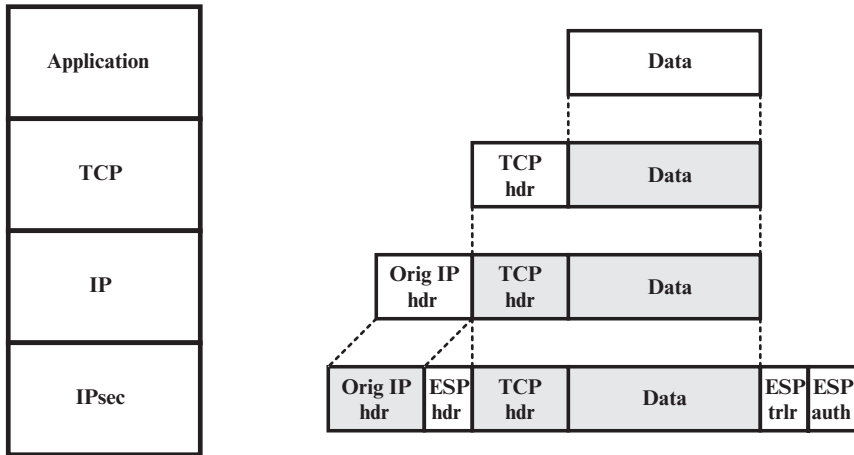 Application
Data
TCP
TCP
hdr
Data
IP
Orig IP
hdr
TCP
hdr
Data
IPsec
Orig IP
hdr
ESP
hdr
TCP
hdr
Data
ESP
trlr
ESP
auth